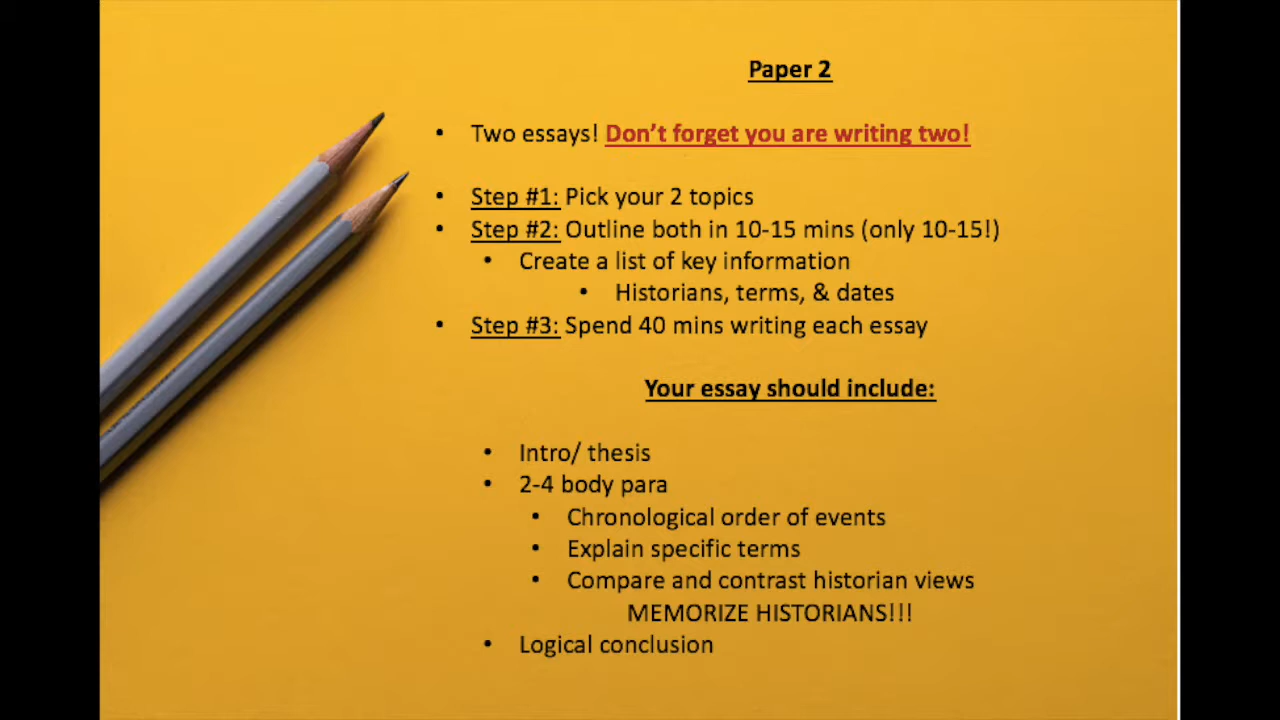 Paper 2
• Two essays! Don't forget you are writing two!
• Step #1: Pick your 2 topics
• Step #2: Outline both in 10-15 mins (only 10-15!)
• Create a list of key information
• Historians, terms, & dates
• Step #3: Spend 40 mins writing each essay
Your essay should include:
• Intro/ thesis
• 2-4 body para
• Chronological order of events
• Explain specific terms
• Compare and contrast historian views
MEMORIZE HISTORIANS!!!
• Logical conclusion